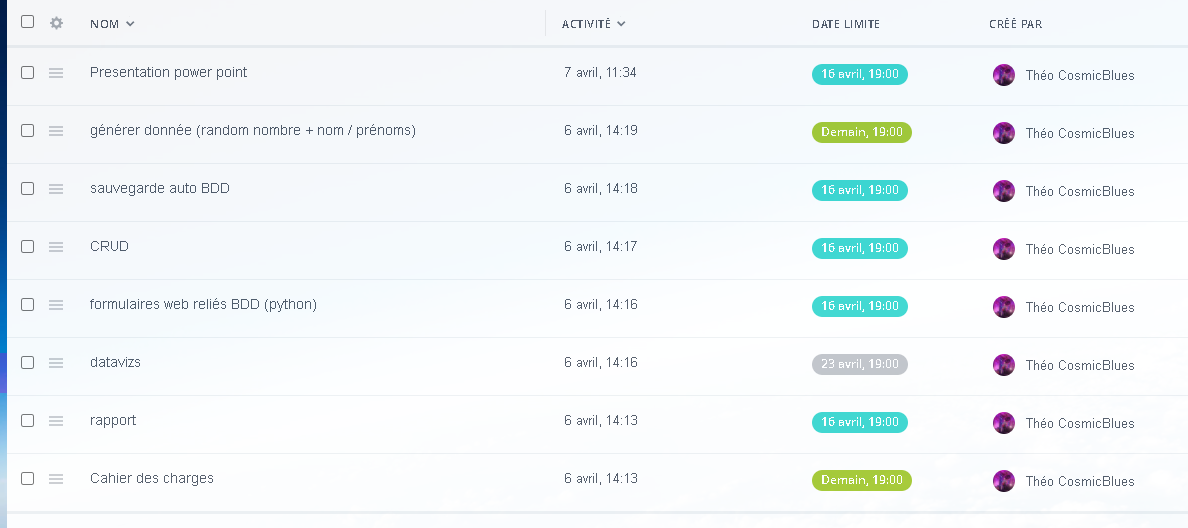 NOM ACTIVITÉ DATE LIMITE CRÉÉ PAR
Presentation power point 7 avril, 11:34 16 avril, 19:00 Théo CosmicBlues
générer donnée (random nombre + nom / prénoms) 6 avril, 14:19 Demain, 19:00 Théo CosmicBlues
sauvegarde auto BDD 6 avril, 14:18 16 avril, 19:00 Théo CosmicBlues
CRUD 6 avril, 14:17 16 avril, 19:00 Théo CosmicBlues
formulaires web reliés BDD (python) 6 avril, 14:16 16 avril, 19:00 Théo CosmicBlues
datavizs 6 avril, 14:16 23 avril, 19:00 Théo CosmicBlues
rapport 6 avril, 14:13 16 avril, 19:00 Théo CosmicBlues
Cahier des charges 6 avril, 14:13 Demain, 19:00 Théo CosmicBlues